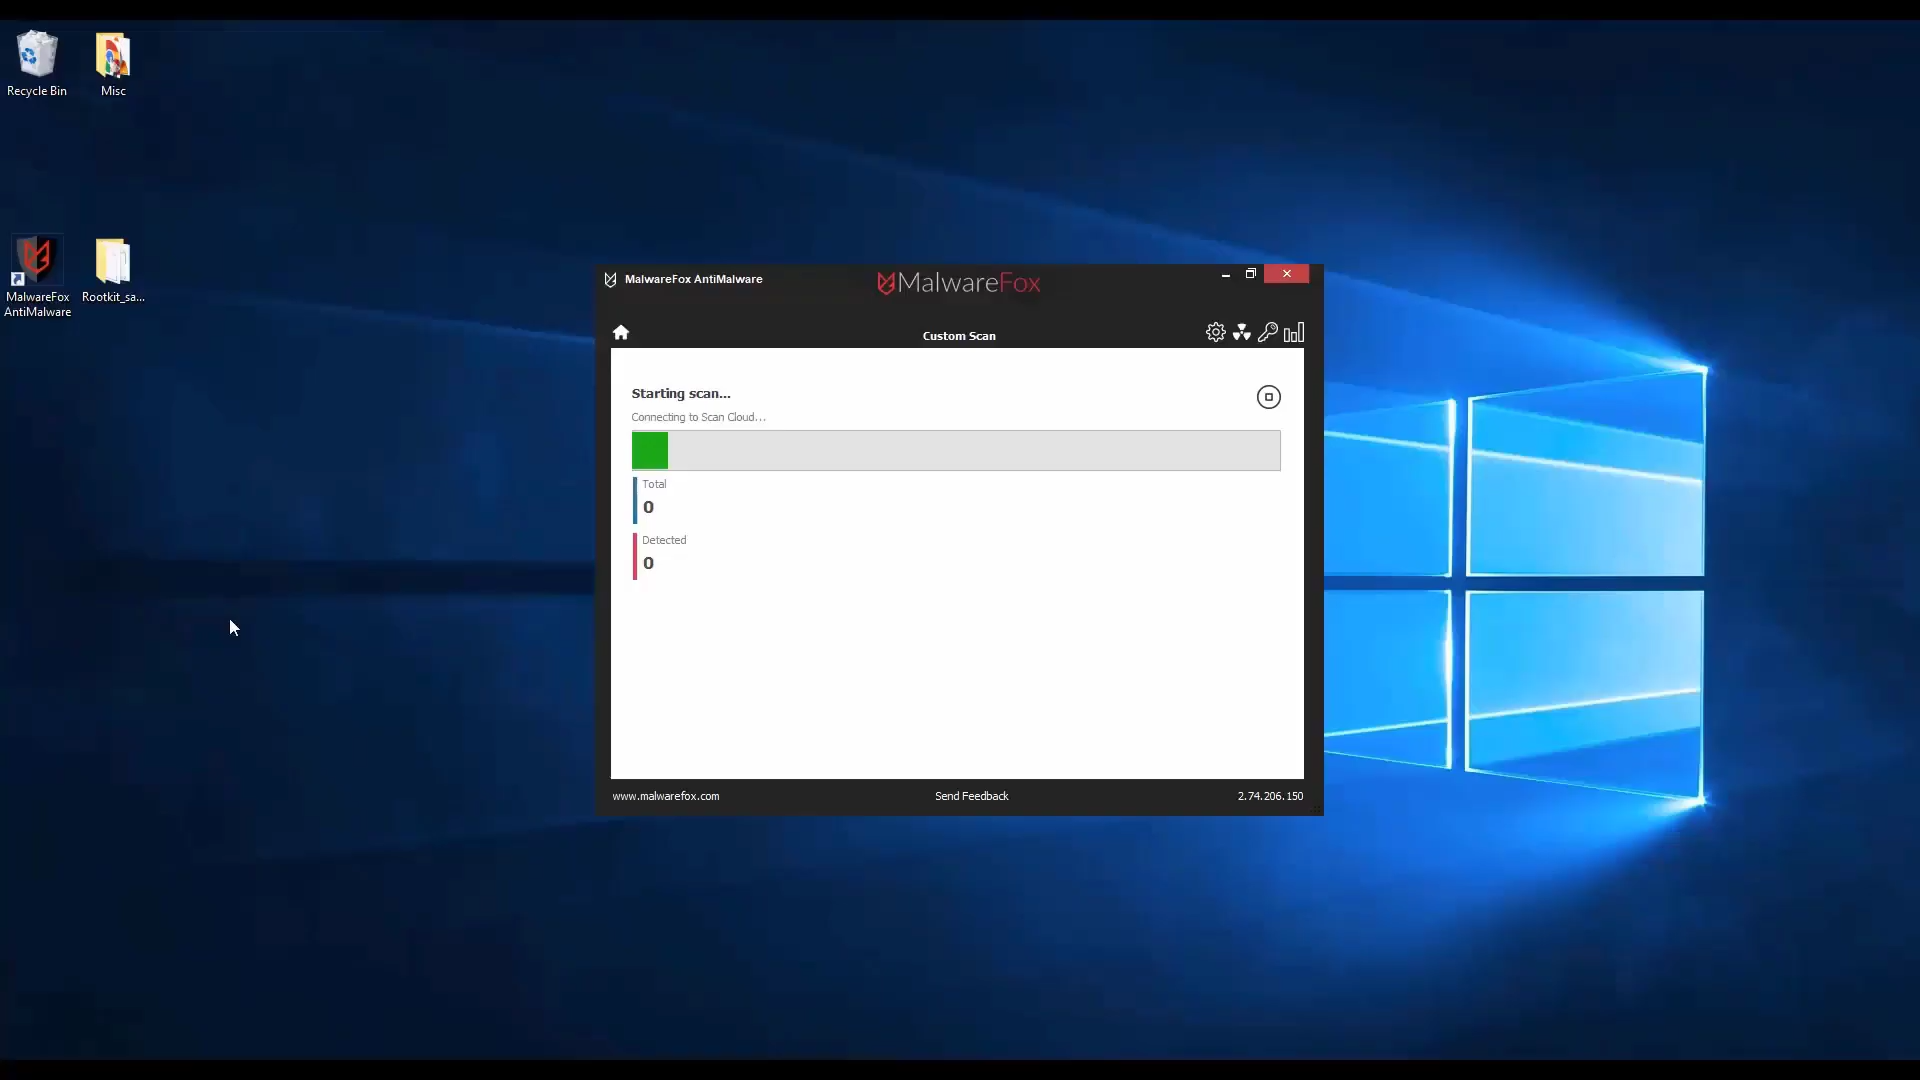 Recycle Bin
Misc
MalwareFox
AntiMalware
Rootkit_sa...
MalwareFox AntiMalware
MalwareFox
Custom Scan
Starting scan...
Connecting to Scan Cloud...
Total
0
Detected
0
www.malwarefox.com
Send Feedback
2.74.206.150